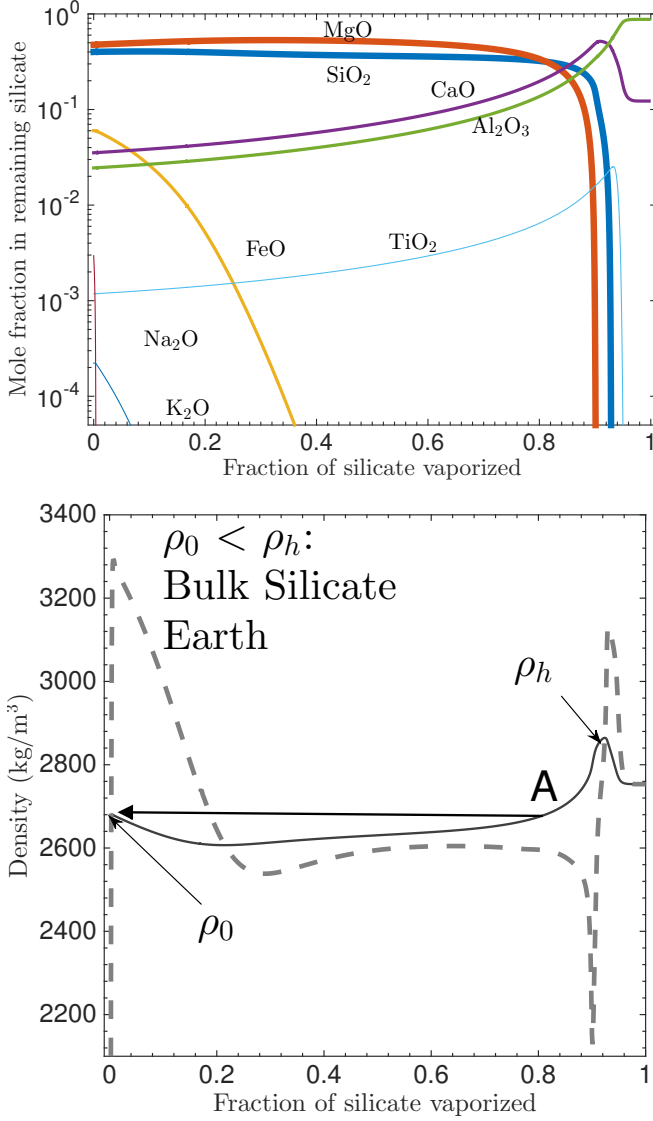 10⁰
MgO
SiO₂
CaO
10⁻¹
Al₂O₃
10⁻²
FeO
TiO₂
10⁻³
Na₂O
10⁻⁴
K₂O
0
0.2
0.4
0.6
0.8
1
Mole fraction in remaining silicate
Fraction of silicate vaporized
3400
ρ₀ < ρₕ:
Bulk Silicate
Earth
3200
3000
ρₕ
2800
A
2600
ρ₀
2400
2200
0
0.2
0.4
0.6
0.8
1
Density (kg/m³)
Fraction of silicate vaporized